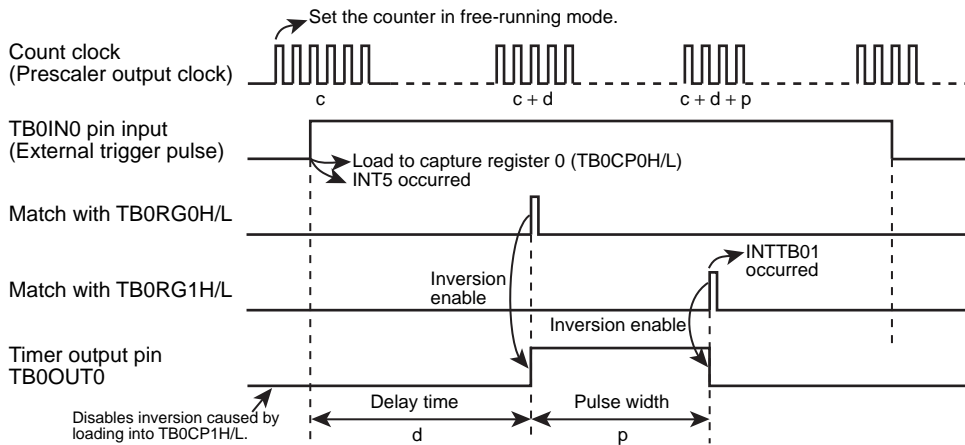 Set the counter in free-running mode.
Count clock
(Prescaler output clock)
c
c + d
c + d + p
TB0IN0 pin input
(External trigger pulse)
Load to capture register 0 (TB0CP0H/L)
INT5 occurred
Match with TB0RG0H/L
INTTB01
occurred
Inversion
enable
Match with TB0RG1H/L
Inversion enable
Timer output pin
TB0OUT0
Disables inversion caused by
loading into TB0CP1H/L.
Delay time
Pulse width
d
p